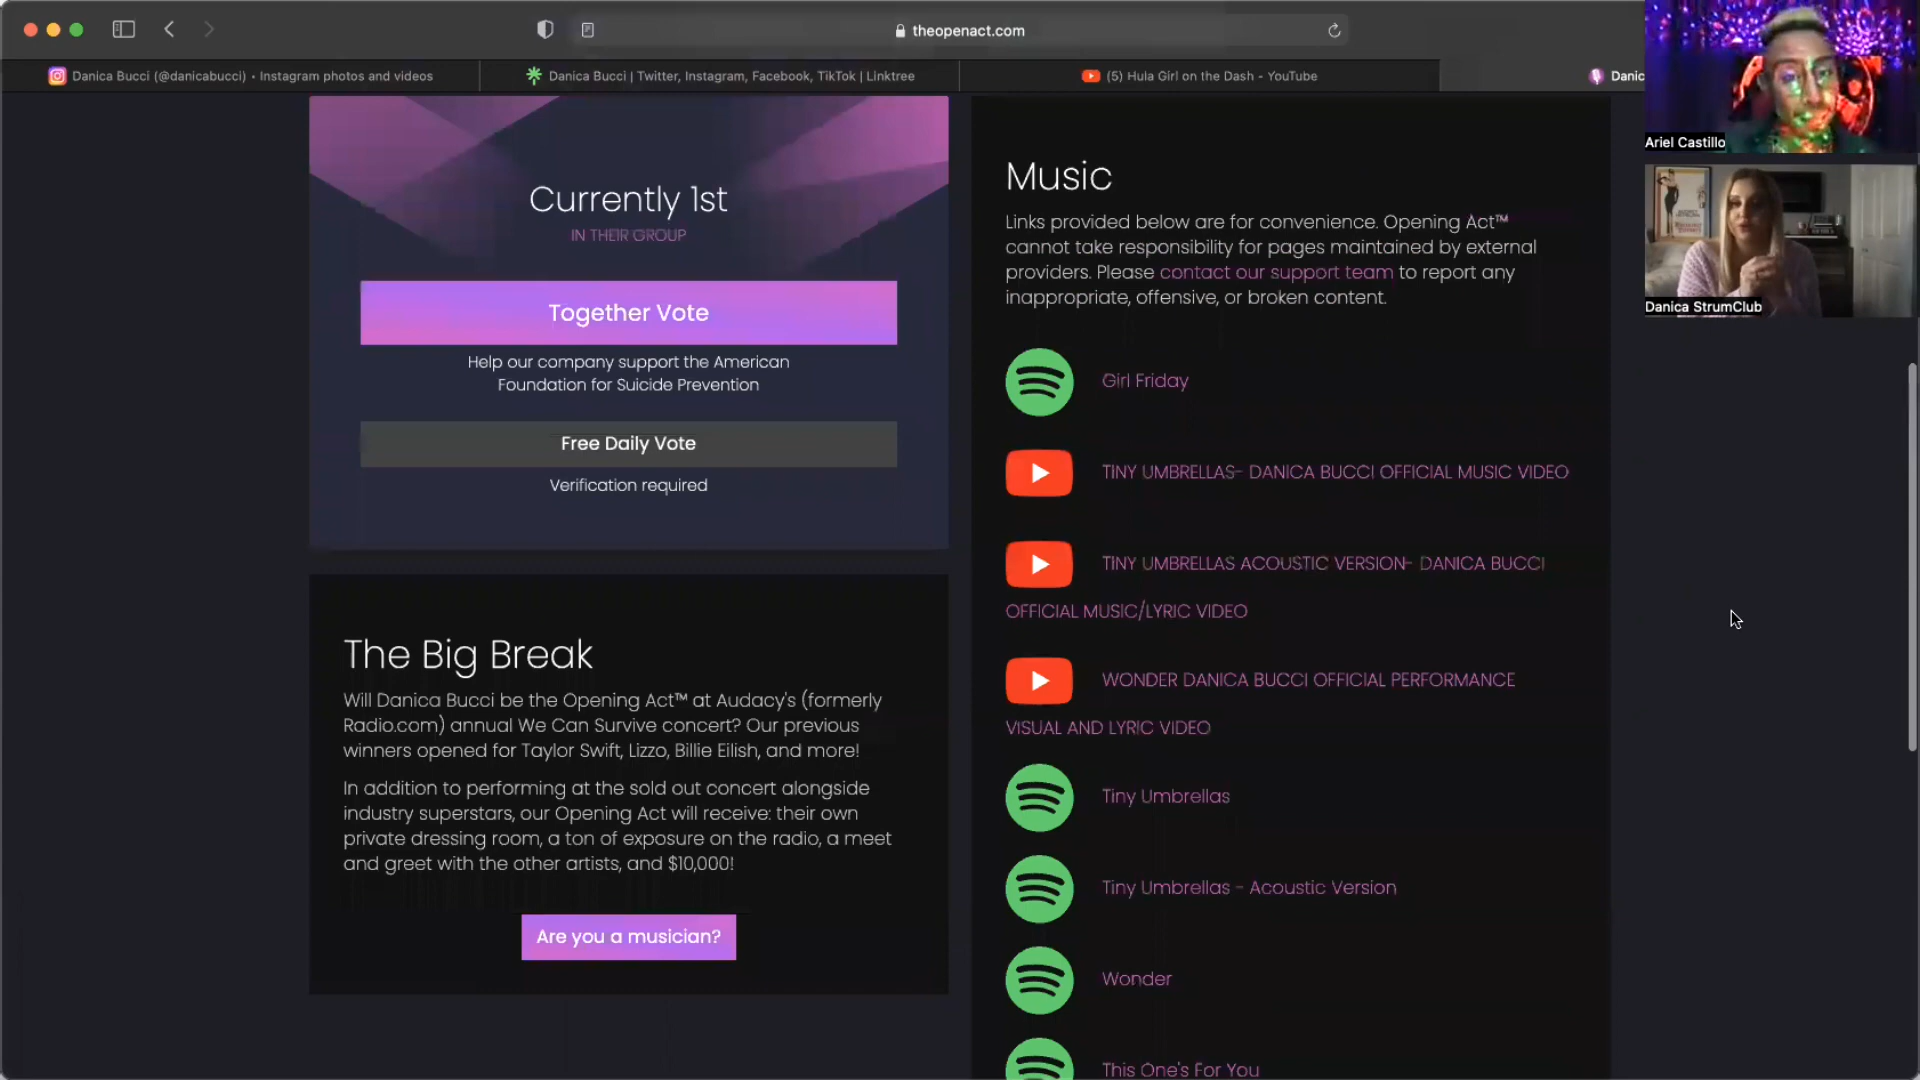 theopenact.com
Danica Bucci (@danicabucci) • Instagram photos and videos
Danica Bucci | Twitter, Instagram, Facebook, TikTok | Linktree
(5) Hula Girl on the Dash - YouTube
Danic
Ariel Castillo
Danica StrumClub
Currently 1st
IN THEIR GROUP
Together Vote
Help our company support the American
Foundation for Suicide Prevention
Free Daily Vote
Verification required
The Big Break
Will Danica Bucci be the Opening Act™ at Audacy's (formerly
Radio.com) annual We Can Survive concert? Our previous
winners opened for Taylor Swift, Lizzo, Billie Eilish, and more!
In addition to performing at the sold out concert alongside
industry superstars, our Opening Act will receive: their own
private dressing room, a ton of exposure on the radio, a meet
and greet with the other artists, and $10,000!
Are you a musician?
Music
Links provided below are for convenience. Opening Act™
cannot take responsibility for pages maintained by external
providers. Please contact our support team to report any
inappropriate, offensive, or broken content.
Girl Friday
TINY UMBRELLAS- DANICA BUCCI OFFICIAL MUSIC VIDEO
TINY UMBRELLAS ACOUSTIC VERSION- DANICA BUCCI
OFFICIAL MUSIC/LYRIC VIDEO
WONDER DANICA BUCCI OFFICIAL PERFORMANCE
VISUAL AND LYRIC VIDEO
Tiny Umbrellas
Tiny Umbrellas - Acoustic Version
Wonder
This One's For You